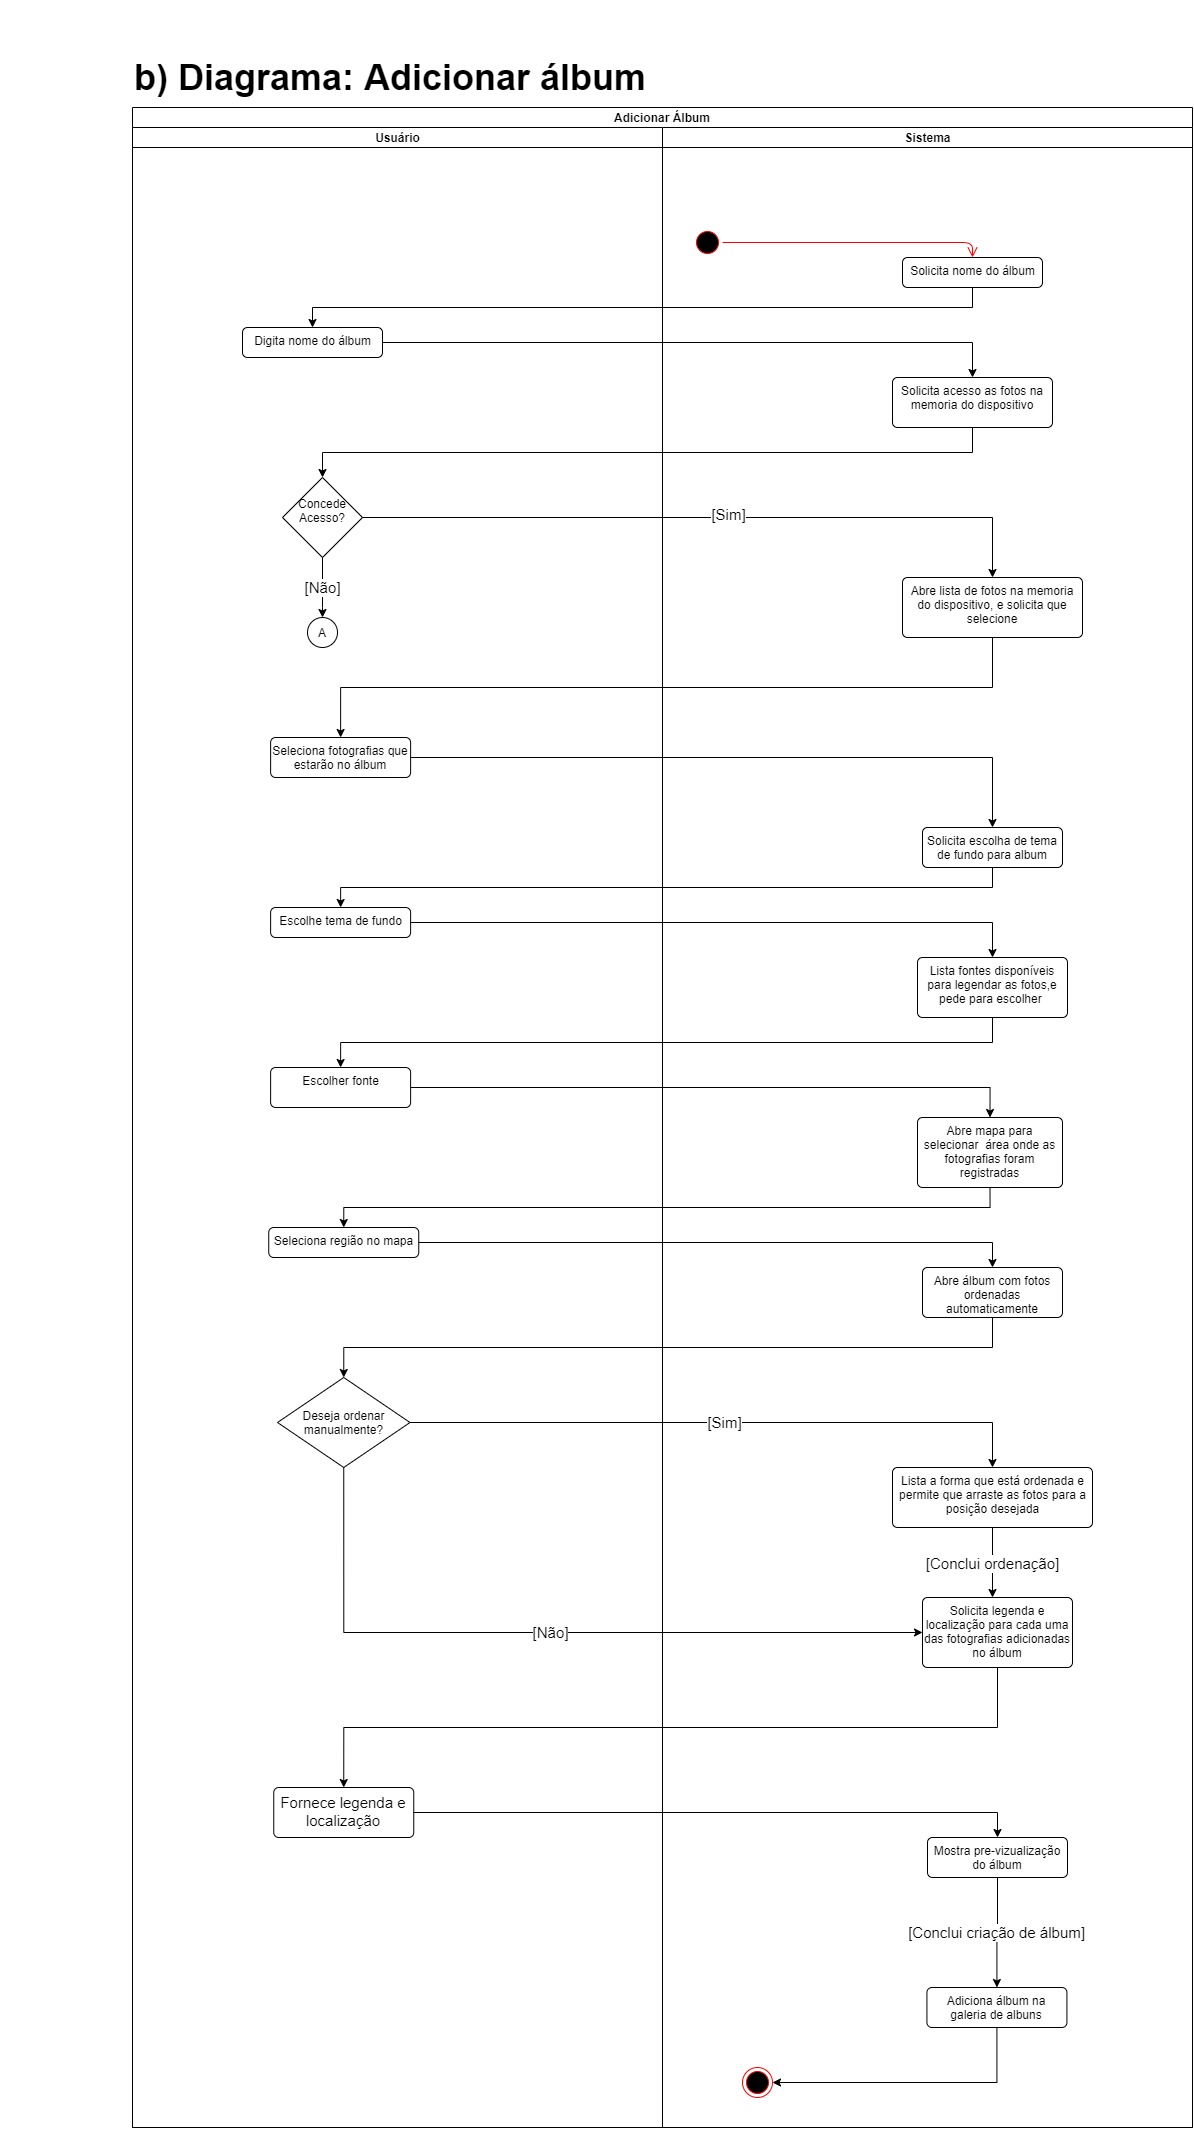 b) Diagrama: Adicionar álbum
Adicionar Álbum
Usuário
Sistema
Solicita nome do álbum
Digita nome do álbum
Solicita acesso as fotos na
memoria do dispositivo
Concede
Acesso?
[Sim]
[Não]
A
Abre lista de fotos na memoria
do dispositivo, e solicita que
selecione
Seleciona fotografias que
estarão no álbum
Solicita escolha de tema
de fundo para album
Escolhe tema de fundo
Lista fontes disponíveis
para legendar as fotos,e
pede para escolher
Escolher fonte
Abre mapa para
selecionar  área onde as
fotografias foram
registradas
Seleciona região no mapa
Abre álbum com fotos
ordenadas
automaticamente
Deseja ordenar
manualmente?
[Sim]
Lista a forma que está ordenada e
permite que arraste as fotos para a
posição desejada
[Conclui ordenação]
Solicita legenda e
localização para cada uma
das fotografias adicionadas
no álbum
[Não]
Fornece legenda e
localização
Mostra pre-vizualização
do álbum
[Conclui criação de álbum]
Adiciona álbum na
galeria de albuns